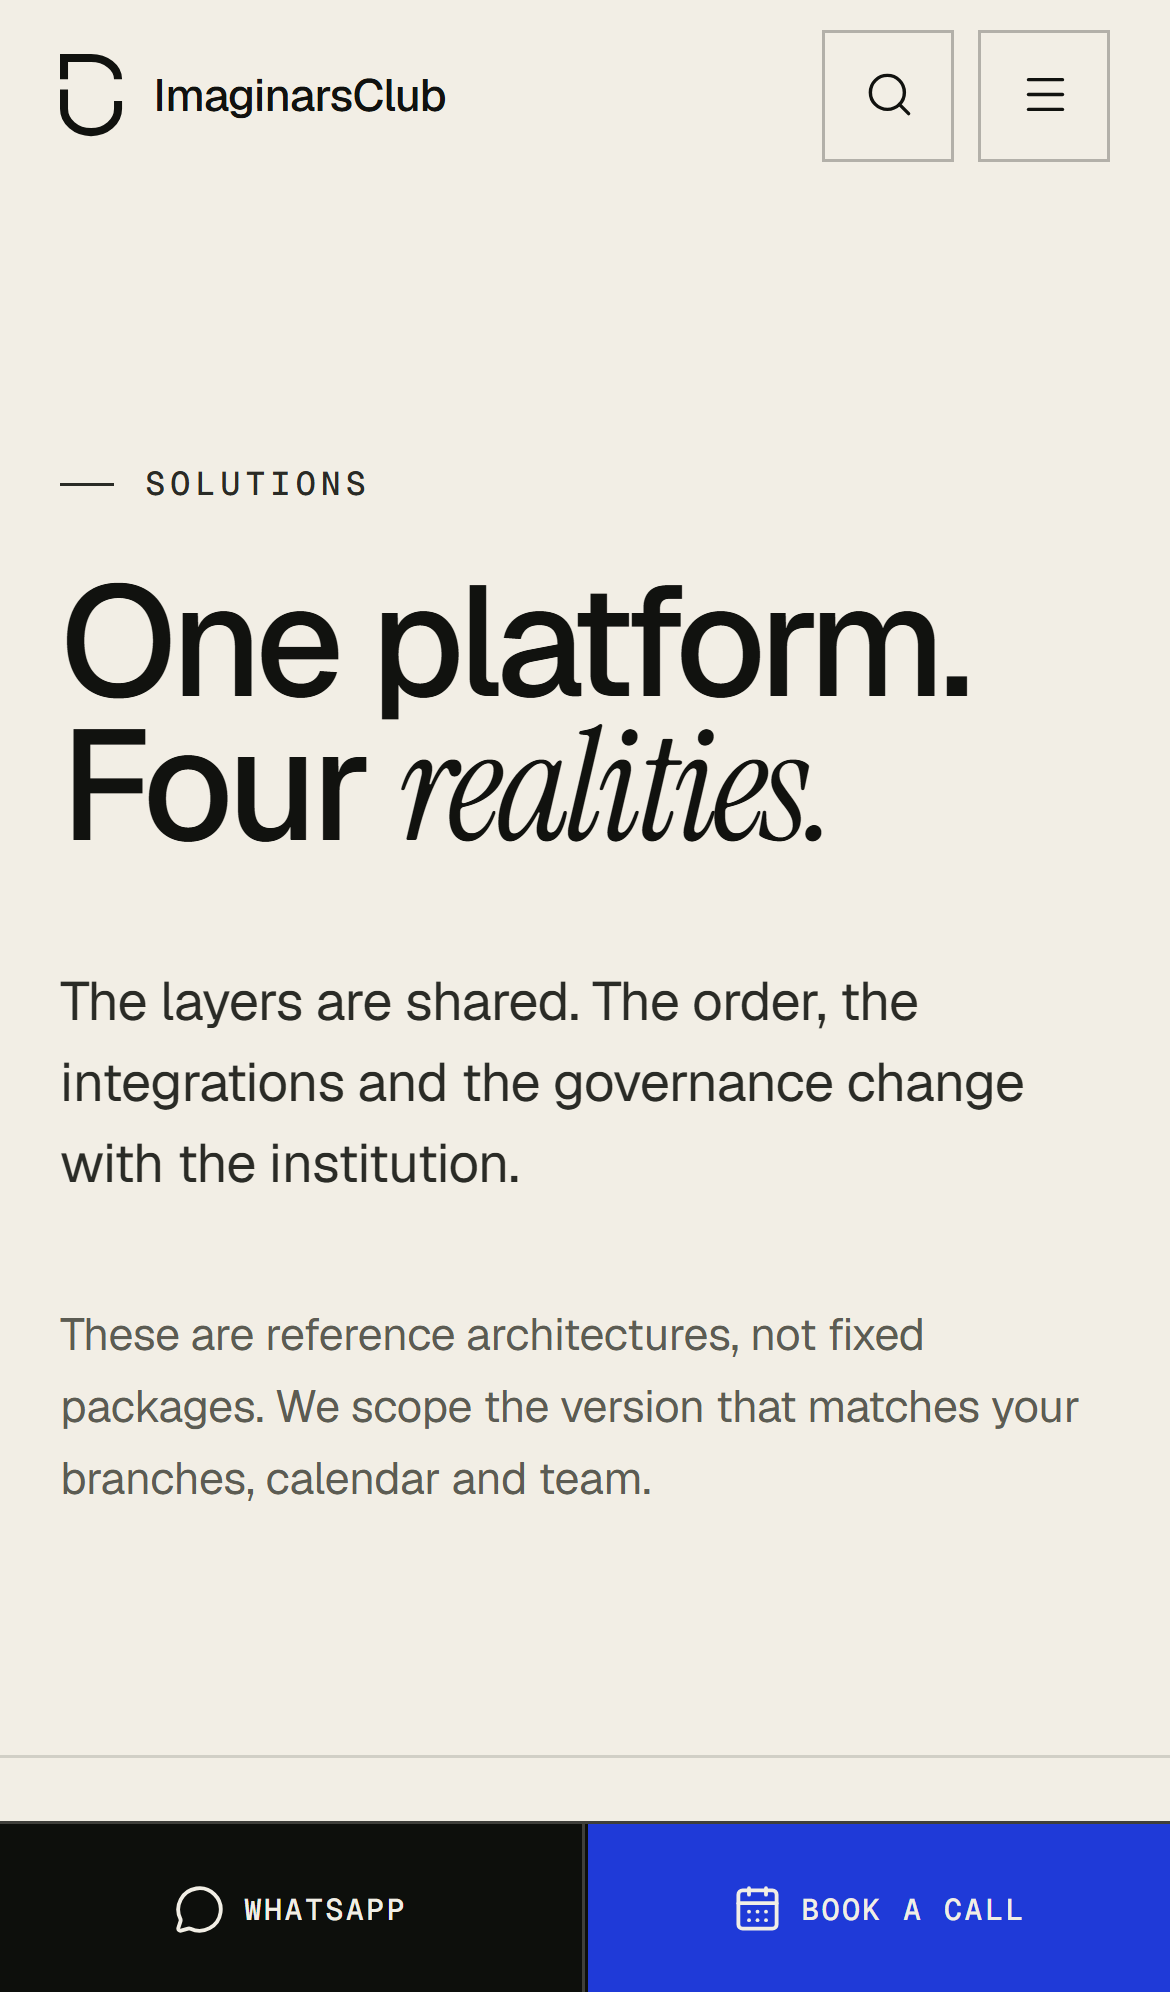 ImaginarsClub
SOLUTIONS
One platform.
Four realities.
The layers are shared. The order, the
integrations and the governance change
with the institution.
These are reference architectures, not fixed
packages. We scope the version that matches your
branches, calendar and team.
WHATSAPP
BOOK A CALL